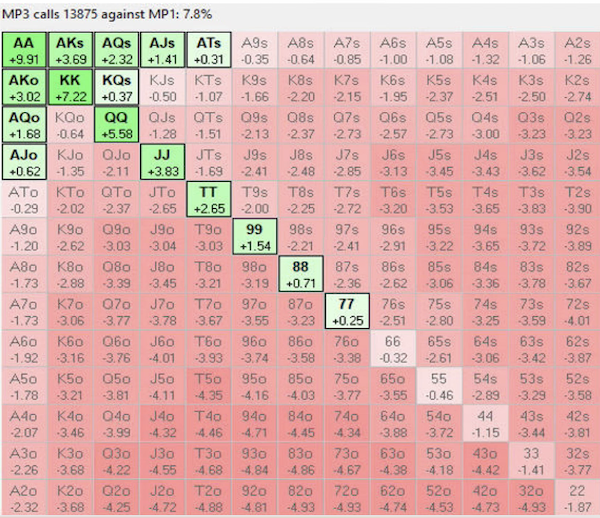 MP3 calls 13875 against MP1: 7.8%
AA AKs AQs AJs ATs A9s A8s A7s A6s A5s A4s A3s A2s
+9.91 +3.69 +2.32 +1.41 +0.31 -0.35 -0.64 -0.85 -1.00 -1.08 -1.32 -1.06 -1.26
AKo KK KQs KJs KTs K9s K8s K7s K6s K5s K4s K3s K2s
+3.02 +7.22 +0.37 -0.50 -1.07 -1.66 -2.20 -2.15 -1.95 -2.37 -2.51 -2.50 -2.74
AQo KQo QQ QJs QTs Q9s Q8s Q7s Q6s Q5s Q4s Q3s Q2s
+1.68 -0.64 +5.58 -1.28 -1.51 -2.13 -2.37 -2.73 -2.57 -2.73 -3.00 -3.23 -3.23
AJo KJo QJo JJ JTs J9s J8s J7s J6s J5s J4s J3s J2s
+0.62 -1.35 -2.11 +3.83 -1.69 -2.41 -2.48 -2.85 -3.13 -3.45 -3.43 -3.62 -3.54
ATo KTo QTo JTo TT T9s T8s T7s T6s T5s T4s T3s T2s
-0.29 -2.02 -2.37 -2.65 +2.65 -2.00 -2.25 -2.72 -3.20 -3.53 -3.65 -3.83 -3.90
A9o K9o Q9o J9o T9o 99 98s 97s 96s 95s 94s 93s 92s
-1.20 -2.62 -3.03 -3.04 -3.03 +1.54 -2.21 -2.41 -2.91 -3.22 -3.65 -3.72 -3.89
A8o K8o Q8o J8o T8o 98o 88 87s 86s 85s 84s 83s 82s
-1.73 -2.88 -3.39 -3.45 -3.21 -3.19 +0.71 -2.36 -2.62 -3.06 -3.36 -3.78 -3.67
A7o K7o Q7o J7o T7o 97o 87o 77 76s 75s 74s 73s 72s
-1.73 -3.06 -3.77 -3.78 -3.67 -3.55 -3.23 +0.25 -2.51 -2.80 -3.25 -3.59 -4.01
A6o K6o Q6o J6o T6o 96o 86o 76o 66 65s 64s 63s 62s
-1.92 -3.16 -3.76 -4.01 -3.93 -3.74 -3.58 -3.38 -0.32 -2.61 -3.06 -3.42 -3.87
A5o K5o Q5o J5o T5o 95o 85o 75o 65o 55 54s 53s 52s
-1.78 -3.21 -3.81 -4.11 -4.35 -4.16 -4.03 -3.77 -3.55 -0.46 -2.89 -3.29 -3.58
A4o K4o Q4o J4o T4o 94o 84o 74o 64o 54o 44 43s 42s
-2.07 -3.46 -3.99 -4.32 -4.46 -4.71 -4.45 -4.34 -3.88 -3.72 -1.15 -3.44 -3.81
A3o K3o Q3o J3o T3o 93o 83o 73o 63o 53o 43o 33 32s
-2.26 -3.68 -4.22 -4.55 -4.68 -4.84 -4.86 -4.67 -4.38 -4.18 -4.42 -1.41 -3.77
A2o K2o Q2o J2o T2o 92o 82o 72o 62o 52o 42o 32o 22
-2.32 -3.68 -4.25 -4.72 -4.88 -4.81 -4.93 -4.93 -4.74 -4.53 -4.73 -4.93 -1.87